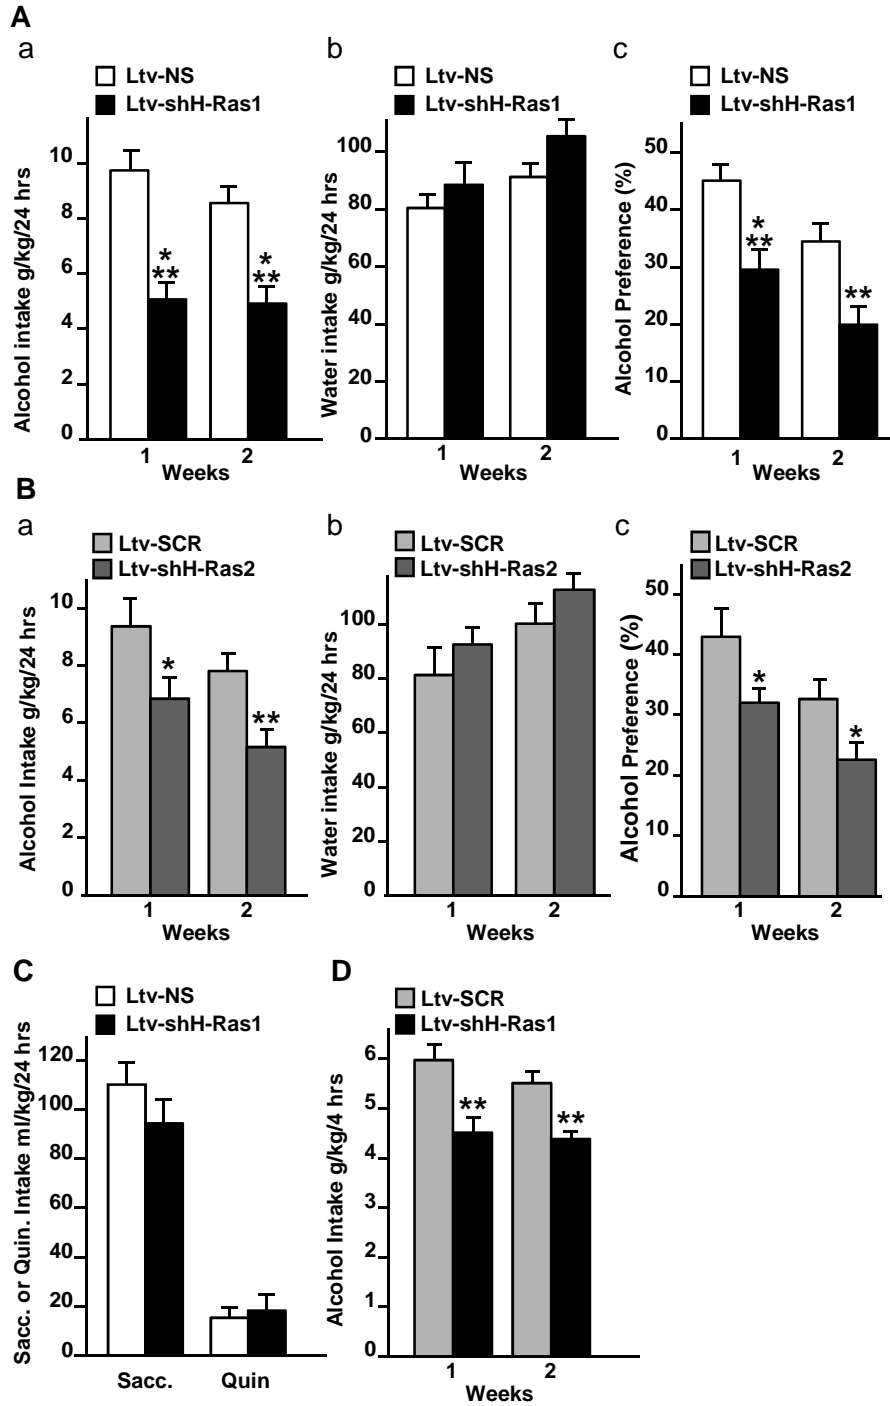 A
a
Ltv-NS
Ltv-shH-Ras1
Alcohol intake g/kg/24 hrs
10
8
6
4
2
0
*
**
*
**
1
2
Weeks
b
Ltv-NS
Ltv-shH-Ras1
Water intake g/kg/24 hrs
100
80
60
40
20
0
1
2
Weeks
c
Ltv-NS
Ltv-shH-Ras1
Alcohol Preference (%)
50
40
30
20
10
0
*
**
**
1
2
Weeks
B
a
Ltv-SCR
Ltv-shH-Ras2
Alcohol Intake g/kg/24 hrs
10
8
6
4
2
0
*
**
1
2
Weeks
b
Ltv-SCR
Ltv-shH-Ras2
Water intake g/kg/24 hrs
100
80
60
40
20
0
1
2
Weeks
c
Ltv-SCR
Ltv-shH-Ras2
Alcohol Preference (%)
50
40
30
20
10
0
*
*
1
2
Weeks
C
Ltv-NS
Ltv-shH-Ras1
Sacc. or Quin. Intake ml/kg/24 hrs
120
100
80
60
40
20
0
Sacc.
Quin
D
Ltv-SCR
Ltv-shH-Ras1
Alcohol Intake g/kg/4 hrs
6
5
4
3
2
1
0
**
**
1
2
Weeks